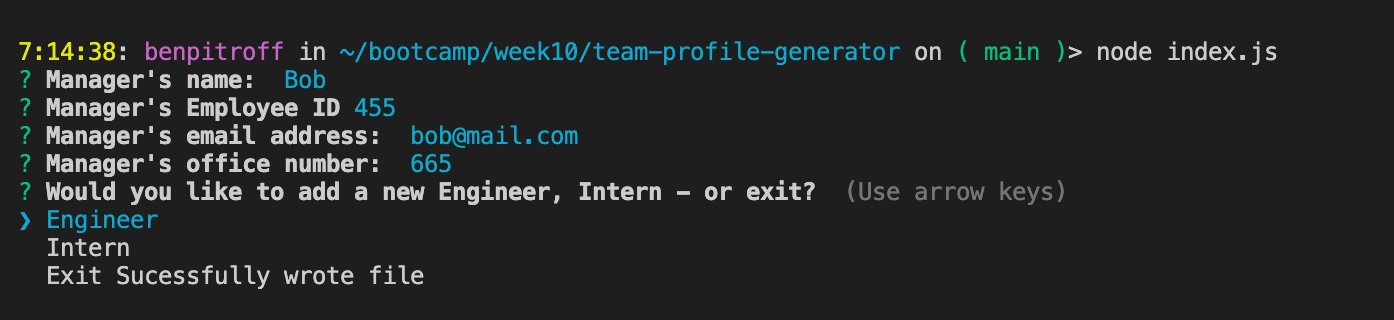 7:14:38: benpitroff in ~/bootcamp/week10/team-profile-generator on ( main )> node index.js
? Manager's name:  Bob
? Manager's Employee ID 455
? Manager's email address:  bob@mail.com
? Manager's office number:  665
? Would you like to add a new Engineer, Intern - or exit?  (Use arrow keys)
❯ Engineer
  Intern
  Exit Sucessfully wrote file